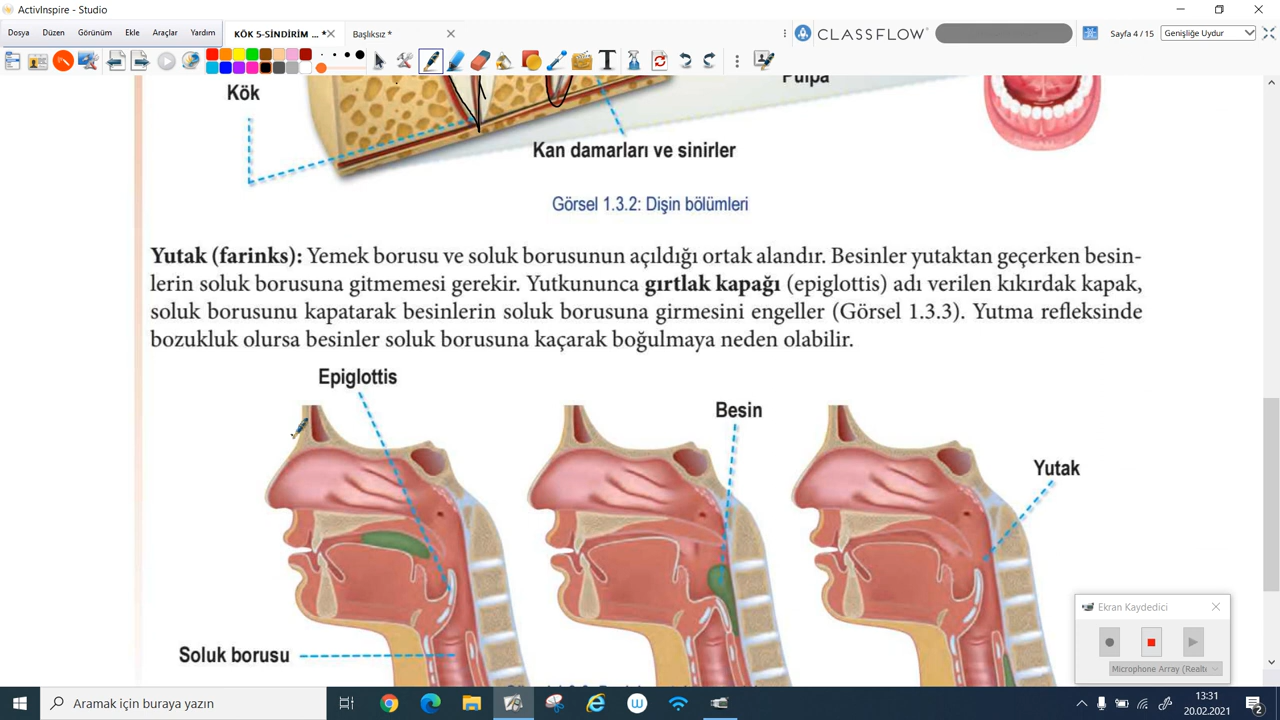 ActivInspire - Studio
Dosya Düzen Görünüm Ekle Araçlar Yardım
KÖK 5-SİNDİRİM ... *
Başlıksız *
CLASSFLOW
Sayfa 4 / 15
Genişliğe Uydur
Kök
Pulpa
Kan damarları ve sinirler
Görsel 1.3.2: Dişin bölümleri
Yutak (farinks): Yemek borusu ve soluk borusunun açıldığı ortak alandır. Besinler yutaktan geçerken besin-
lerin soluk borusuna gitmemesi gerekir. Yutkununca gırtlak kapağı (epiglottis) adı verilen kıkırdak kapak,
soluk borusunu kapatarak besinlerin soluk borusuna girmesini engeller (Görsel 1.3.3). Yutma refleksinde
bozukluk olursa besinler soluk borusuna kaçarak boğulmaya neden olabilir.
Epiglottis
Besin
Yutak
Soluk borusu
Ekran Kaydedici
Microphone Array (Realte
Aramak için buraya yazın
13:31
20.02.2021
2